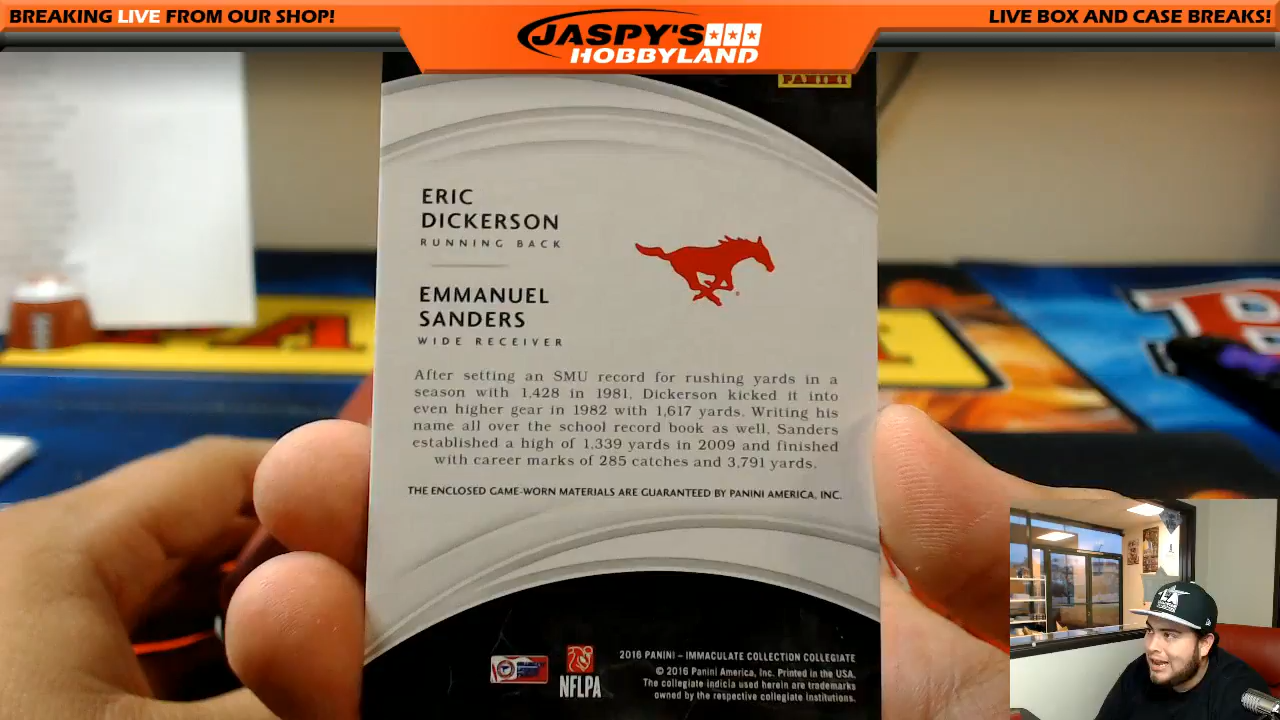 BREAKING LIVE FROM OUR SHOP!
JASPY'S
HOBBYLAND
LIVE BOX AND CASE BREAKS!
PANINI
ERIC
DICKERSON
RUNNING BACK
EMMANUEL
SANDERS
WIDE RECEIVER
After setting an SMU record for rushing yards in a
season with 1,428 in 1981, Dickerson kicked it into
even higher gear in 1982 with 1,617 yards. Writing his
name all over the school record book as well, Sanders
established a high of 1,339 yards in 2009 and finished
with career marks of 285 catches and 3,791 yards.
THE ENCLOSED GAME-WORN MATERIALS ARE GUARANTEED BY PANINI AMERICA, INC.
NFLPA
2016 PANINI – IMMACULATE COLLECTION COLLEGIATE
© 2016 Panini America, Inc. Printed in the USA.
The collegiate indicia used herein are trademarks
owned by the respective collegiate institutions.